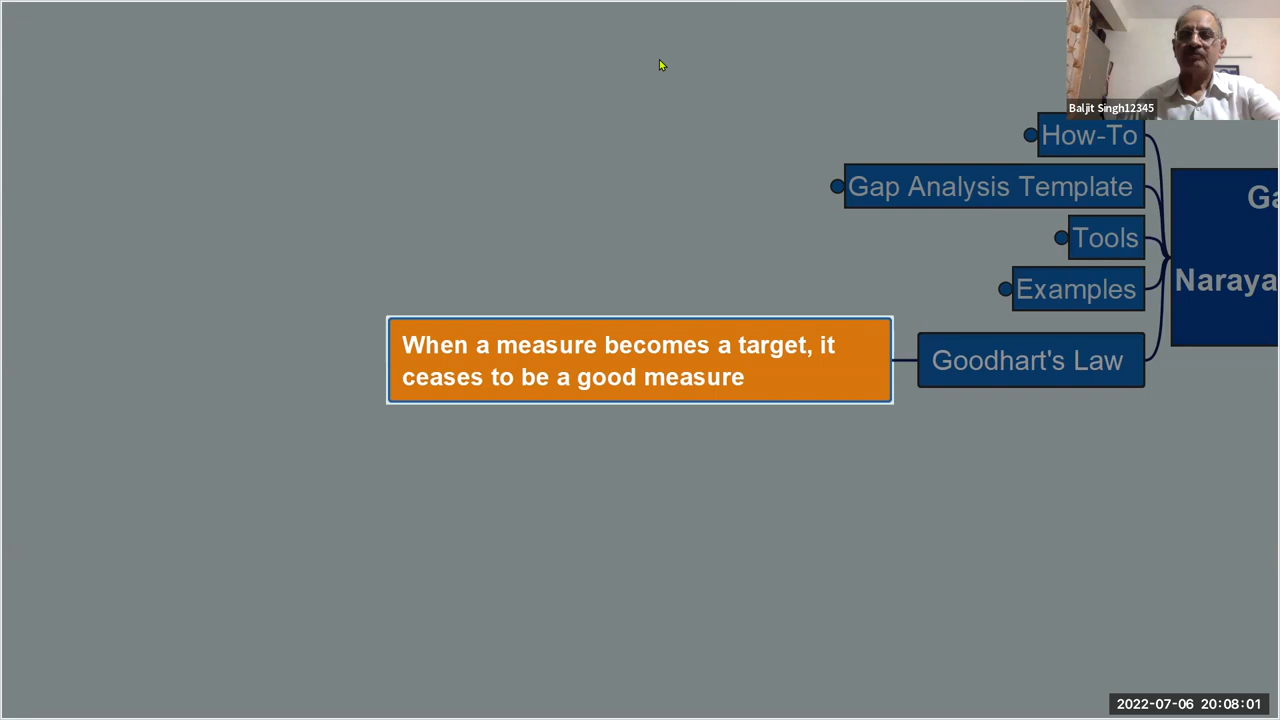 Baljit Singh12345
How-To
Gap Analysis Template
Tools
Examples
When a measure becomes a target, it
ceases to be a good measure
Goodhart's Law
2022-07-06 20:08:01